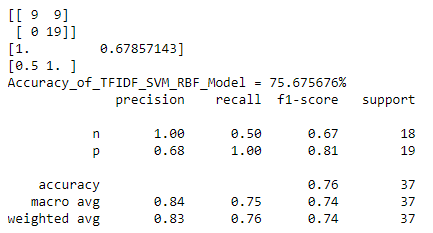 [[ 9  9]
 [ 0 19]]
[1.         0.67857143]
[0.5 1. ]
Accuracy_of_TFIDF_SVM_RBF_Model = 75.675676%
              precision    recall  f1-score   support

           n       1.00      0.50      0.67        18
           p       0.68      1.00      0.81        19

    accuracy                           0.76        37
   macro avg       0.84      0.75      0.74        37
weighted avg       0.83      0.76      0.74        37